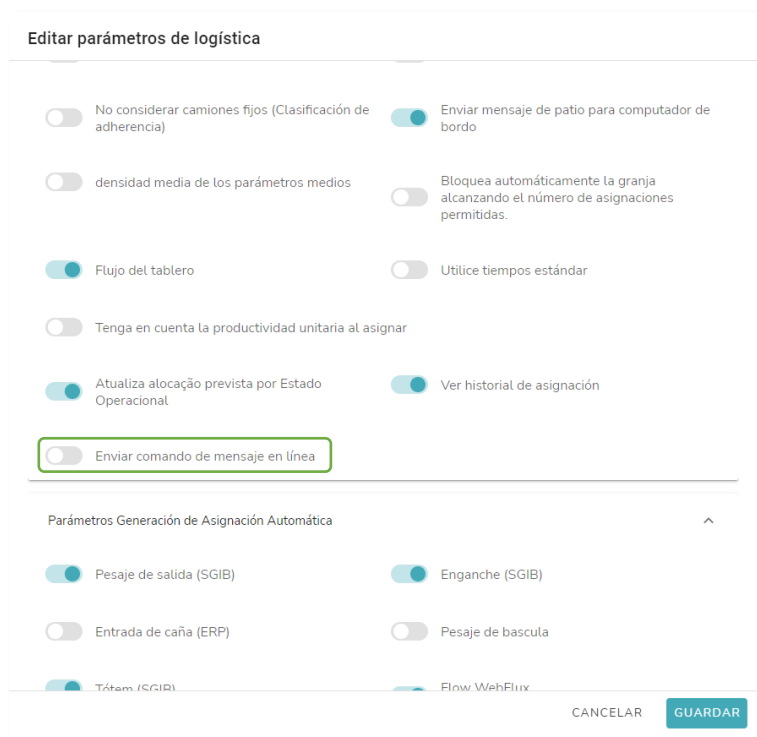 Editar parámetros de logística
No considerar camiones fijos (Clasificación de
adherencia)
Enviar mensaje de patio para computador de
bordo
densidad media de los parámetros medios
Bloquea automáticamente la granja
alcanzando el número de asignaciones
permitidas.
Flujo del tablero
Utilice tiempos estándar
Tenga en cuenta la productividad unitaria al asignar
Atualiza alocação prevista por Estado
Operacional
Ver historial de asignación
Enviar comando de mensaje en línea
Parámetros Generación de Asignación Automática
Pesaje de salida (SGIB)
Enganche (SGIB)
Entrada de caña (ERP)
Pesaje de bascula
Tótem (SGIB)
Flow WebFlux
CANCELAR
GUARDAR